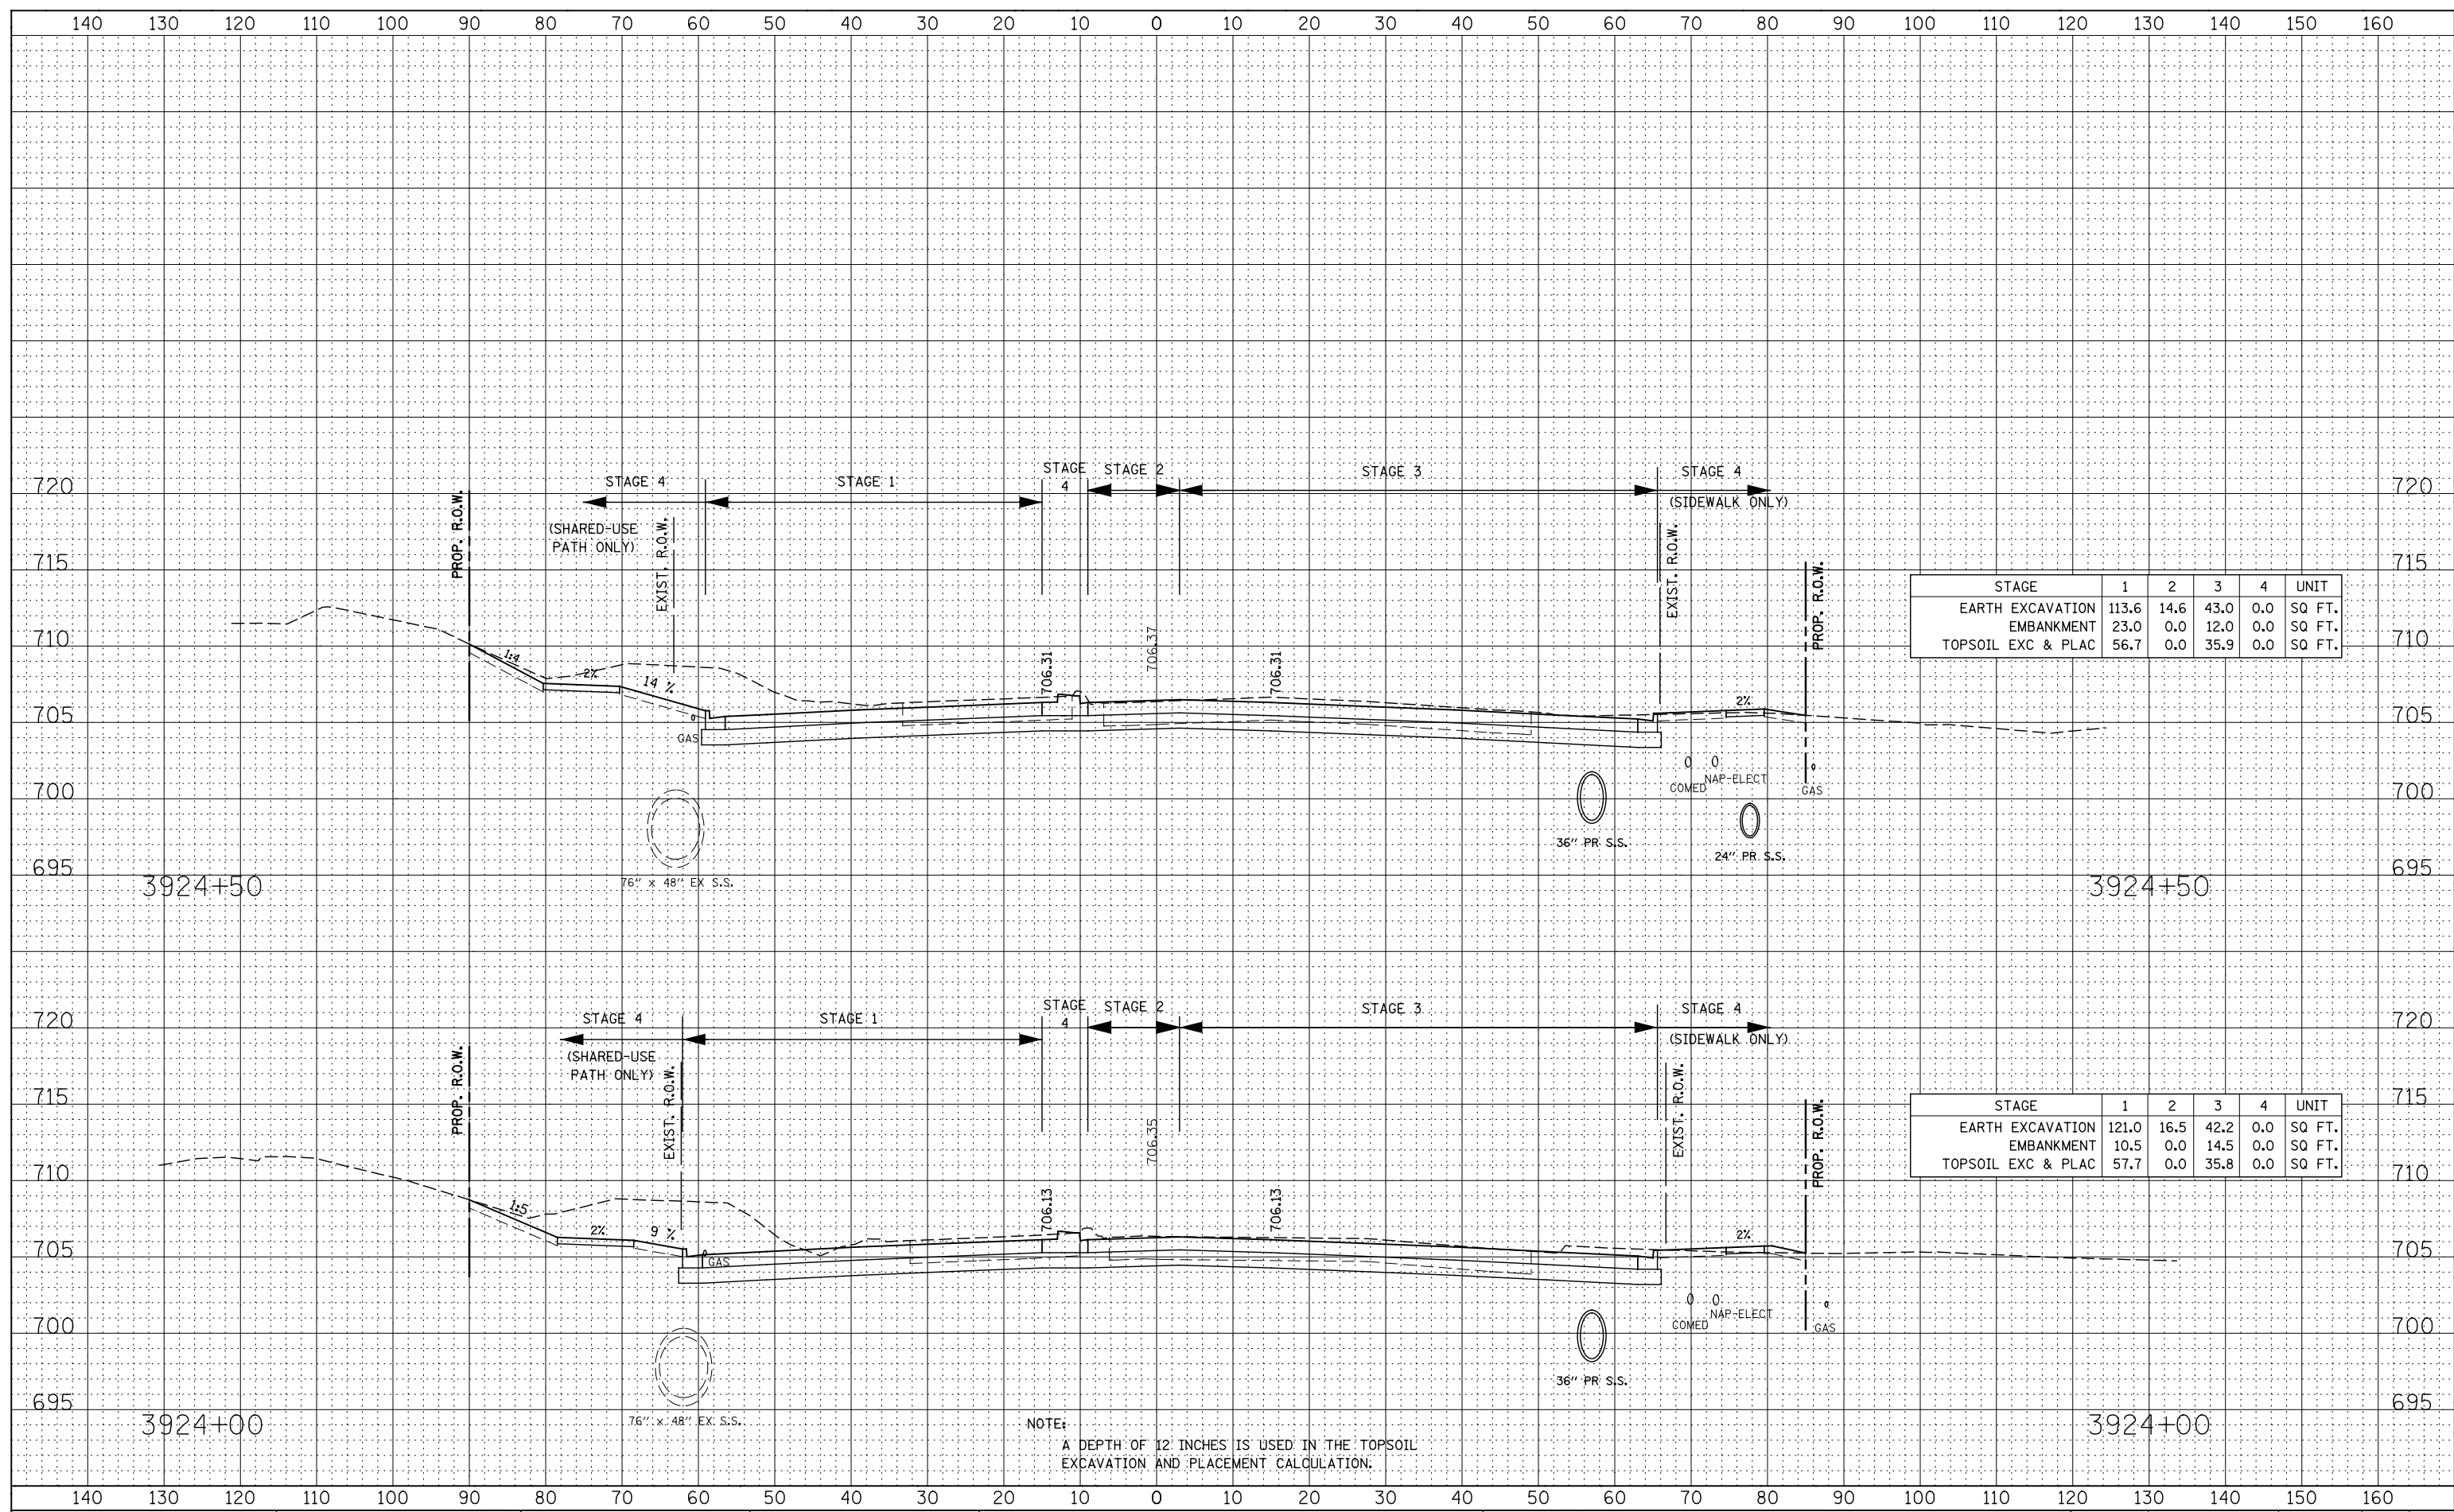 140 130 120 110 100 90 80 70 60 50 40 30 20 10 0 10 20 30 40 50 60 70 80 90 100 110 120 130 140 150 160
STAGE 4
(SHARED-USE
PATH ONLY)
STAGE 1
STAGE
4
STAGE 2
STAGE 3
STAGE 4
(SIDEWALK ONLY)
720 720
715 715
710 710
705 705
700 700
695 695
PROP. R.O.W.
EXIST. R.O.W.
EXIST. R.O.W.
PROP. R.O.W.
STAGE 1 2 3 4 UNIT
EARTH EXCAVATION 113.6 14.6 43.0 0.0 SQ FT.
EMBANKMENT 23.0 0.0 12.0 0.0 SQ FT.
TOPSOIL EXC & PLAC 56.7 0.0 35.9 0.0 SQ FT.
1:4
2%
14 %
706.31
706.37
706.31
2%
GAS
COMED
NAP-ELECT
GAS
76" x 48" EX S.S.
36" PR S.S.
24" PR S.S.
3924+50 3924+50
STAGE 4
(SHARED-USE
PATH ONLY)
STAGE 1
STAGE
4
STAGE 2
STAGE 3
STAGE 4
(SIDEWALK ONLY)
720 720
715 715
710 710
705 705
700 700
695 695
PROP. R.O.W.
EXIST. R.O.W.
EXIST. R.O.W.
PROP. R.O.W.
STAGE 1 2 3 4 UNIT
EARTH EXCAVATION 121.0 16.5 42.2 0.0 SQ FT.
EMBANKMENT 10.5 0.0 14.5 0.0 SQ FT.
TOPSOIL EXC & PLAC 57.7 0.0 35.8 0.0 SQ FT.
1:5
2%
9 %
706.13
706.35
706.13
2%
GAS
COMED
NAP-ELECT
GAS
76" x 48" EX S.S.
36" PR S.S.
3924+00 3924+00
NOTE:
A DEPTH OF 12 INCHES IS USED IN THE TOPSOIL
EXCAVATION AND PLACEMENT CALCULATION.
140 130 120 110 100 90 80 70 60 50 40 30 20 10 0 10 20 30 40 50 60 70 80 90 100 110 120 130 140 150 160